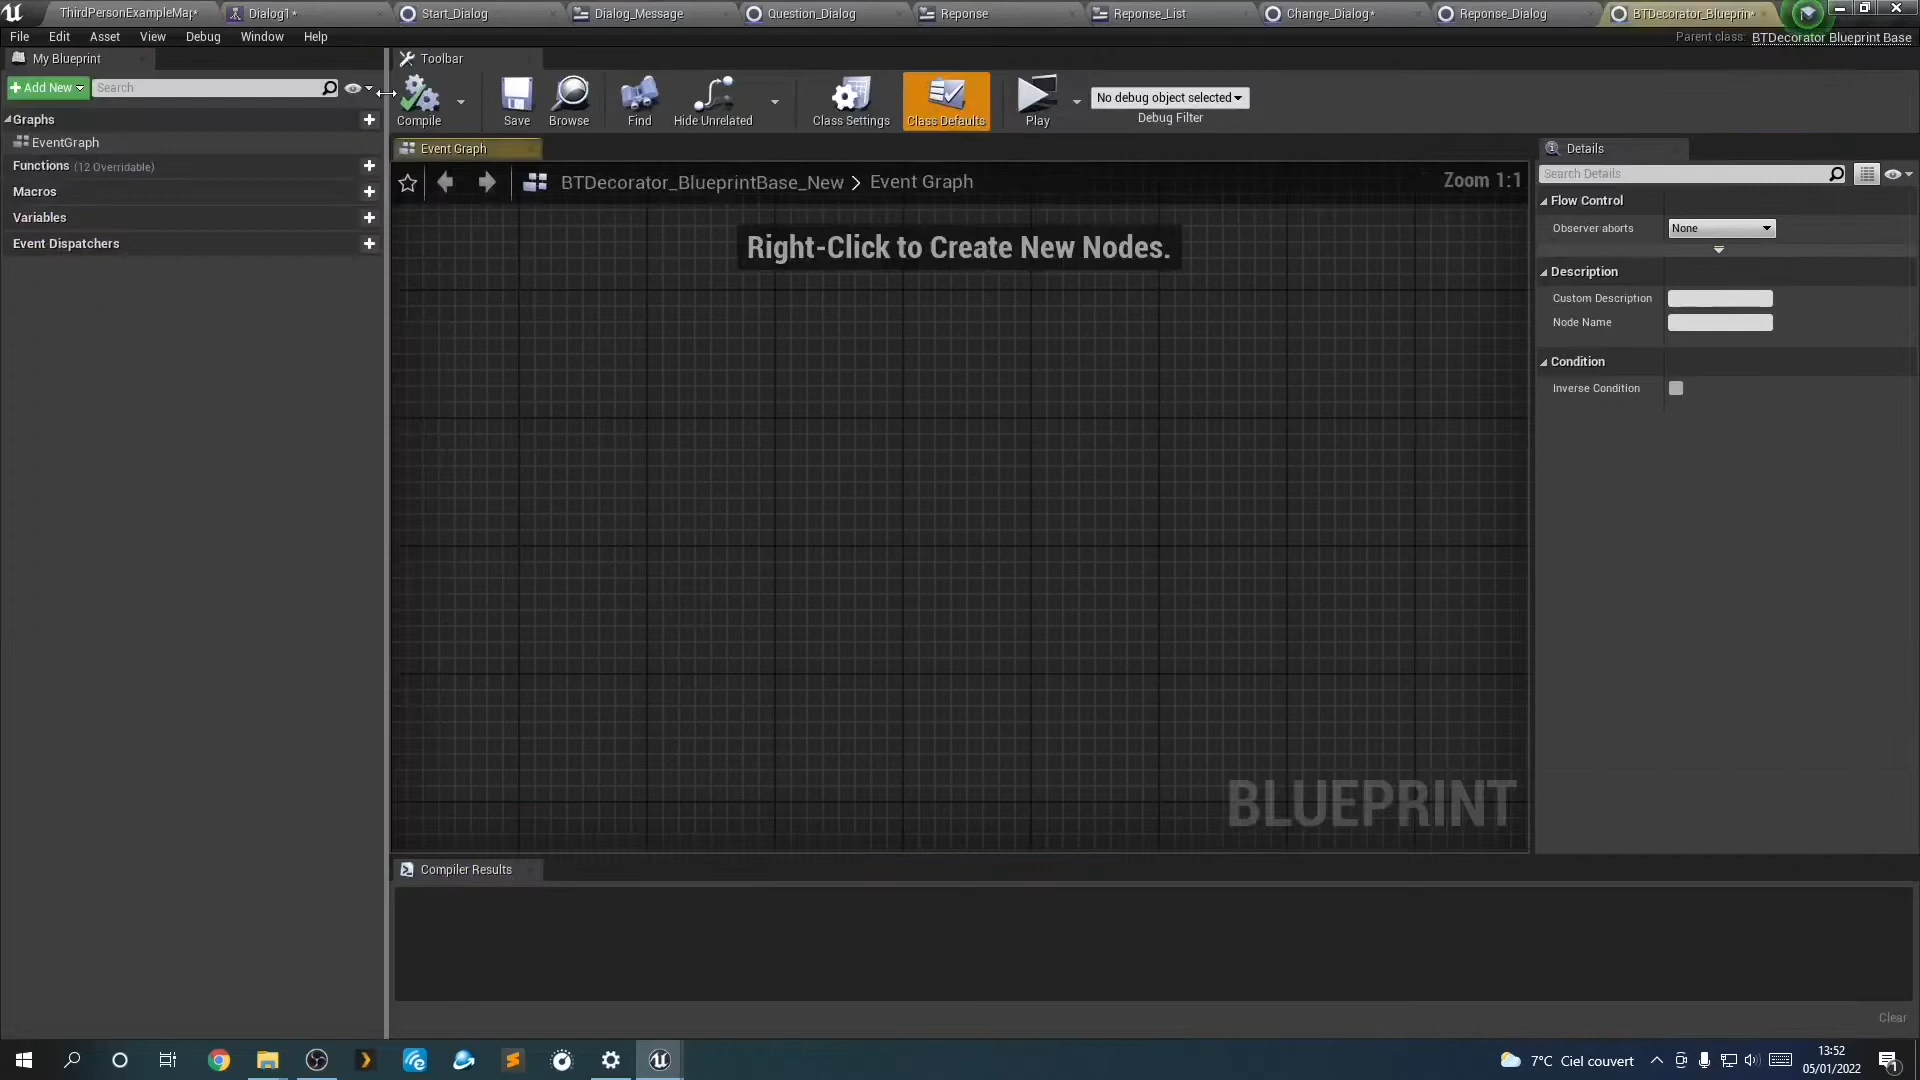 ThirdPersonExampleMap*
Dialog1*
Start_Dialog
Dialog_Message
Question_Dialog
Reponse
Reponse_List
Change_Dialog*
Reponse_Dialog
BTDecorator_Blueprin*
File Edit Asset View Debug Window Help
Parent class: BTDecorator Blueprint Base
My Blueprint
Toolbar
Add New
Search
Compile
Save
Browse
Find
Hide Unrelated
Class Settings
Class Defaults
Play
No debug object selected
Debug Filter
Graphs
EventGraph
Functions (12 Overridable)
Macros
Variables
Event Dispatchers
Event Graph
BTDecorator_BlueprintBase_New > Event Graph
Zoom 1:1
Right-Click to Create New Nodes.
BLUEPRINT
Details
Search Details
Flow Control
Observer aborts
None
Description
Custom Description
Node Name
Condition
Inverse Condition
Compiler Results
Clear
7°C Ciel couvert
13:52
05/01/2022
1